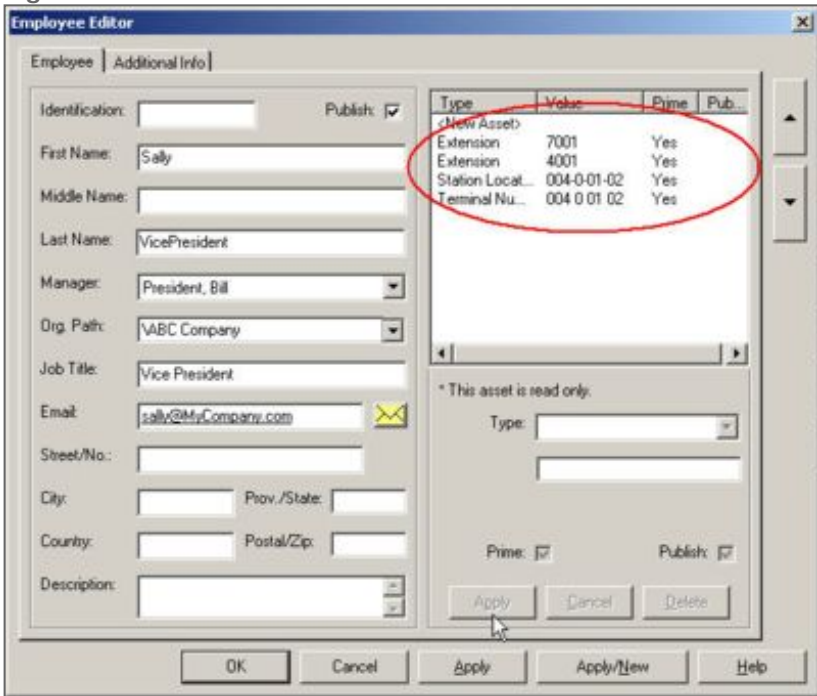 Employee Editor
Employee
Additional Info
Identification:
Publish:
First Name: Sally
Middle Name:
Last Name: VicePresident
Manager: President, Bill
Org. Path: \ABC Company
Job Title: Vice President
Email: sally@MyCompany.com
Street/No.:
City:
Prov./State:
Country:
Postal/Zip:
Description:
Type Value Prime Pub...
<New Asset>
Extension 7001 Yes
Extension 4001 Yes
Station Locat... 004-0-01-02 Yes
Terminal Nu... 004 0 01 02 Yes
* This asset is read only.
Type:
Prime:
Publish:
Apply Cancel Delete
OK Cancel Apply Apply/New Help